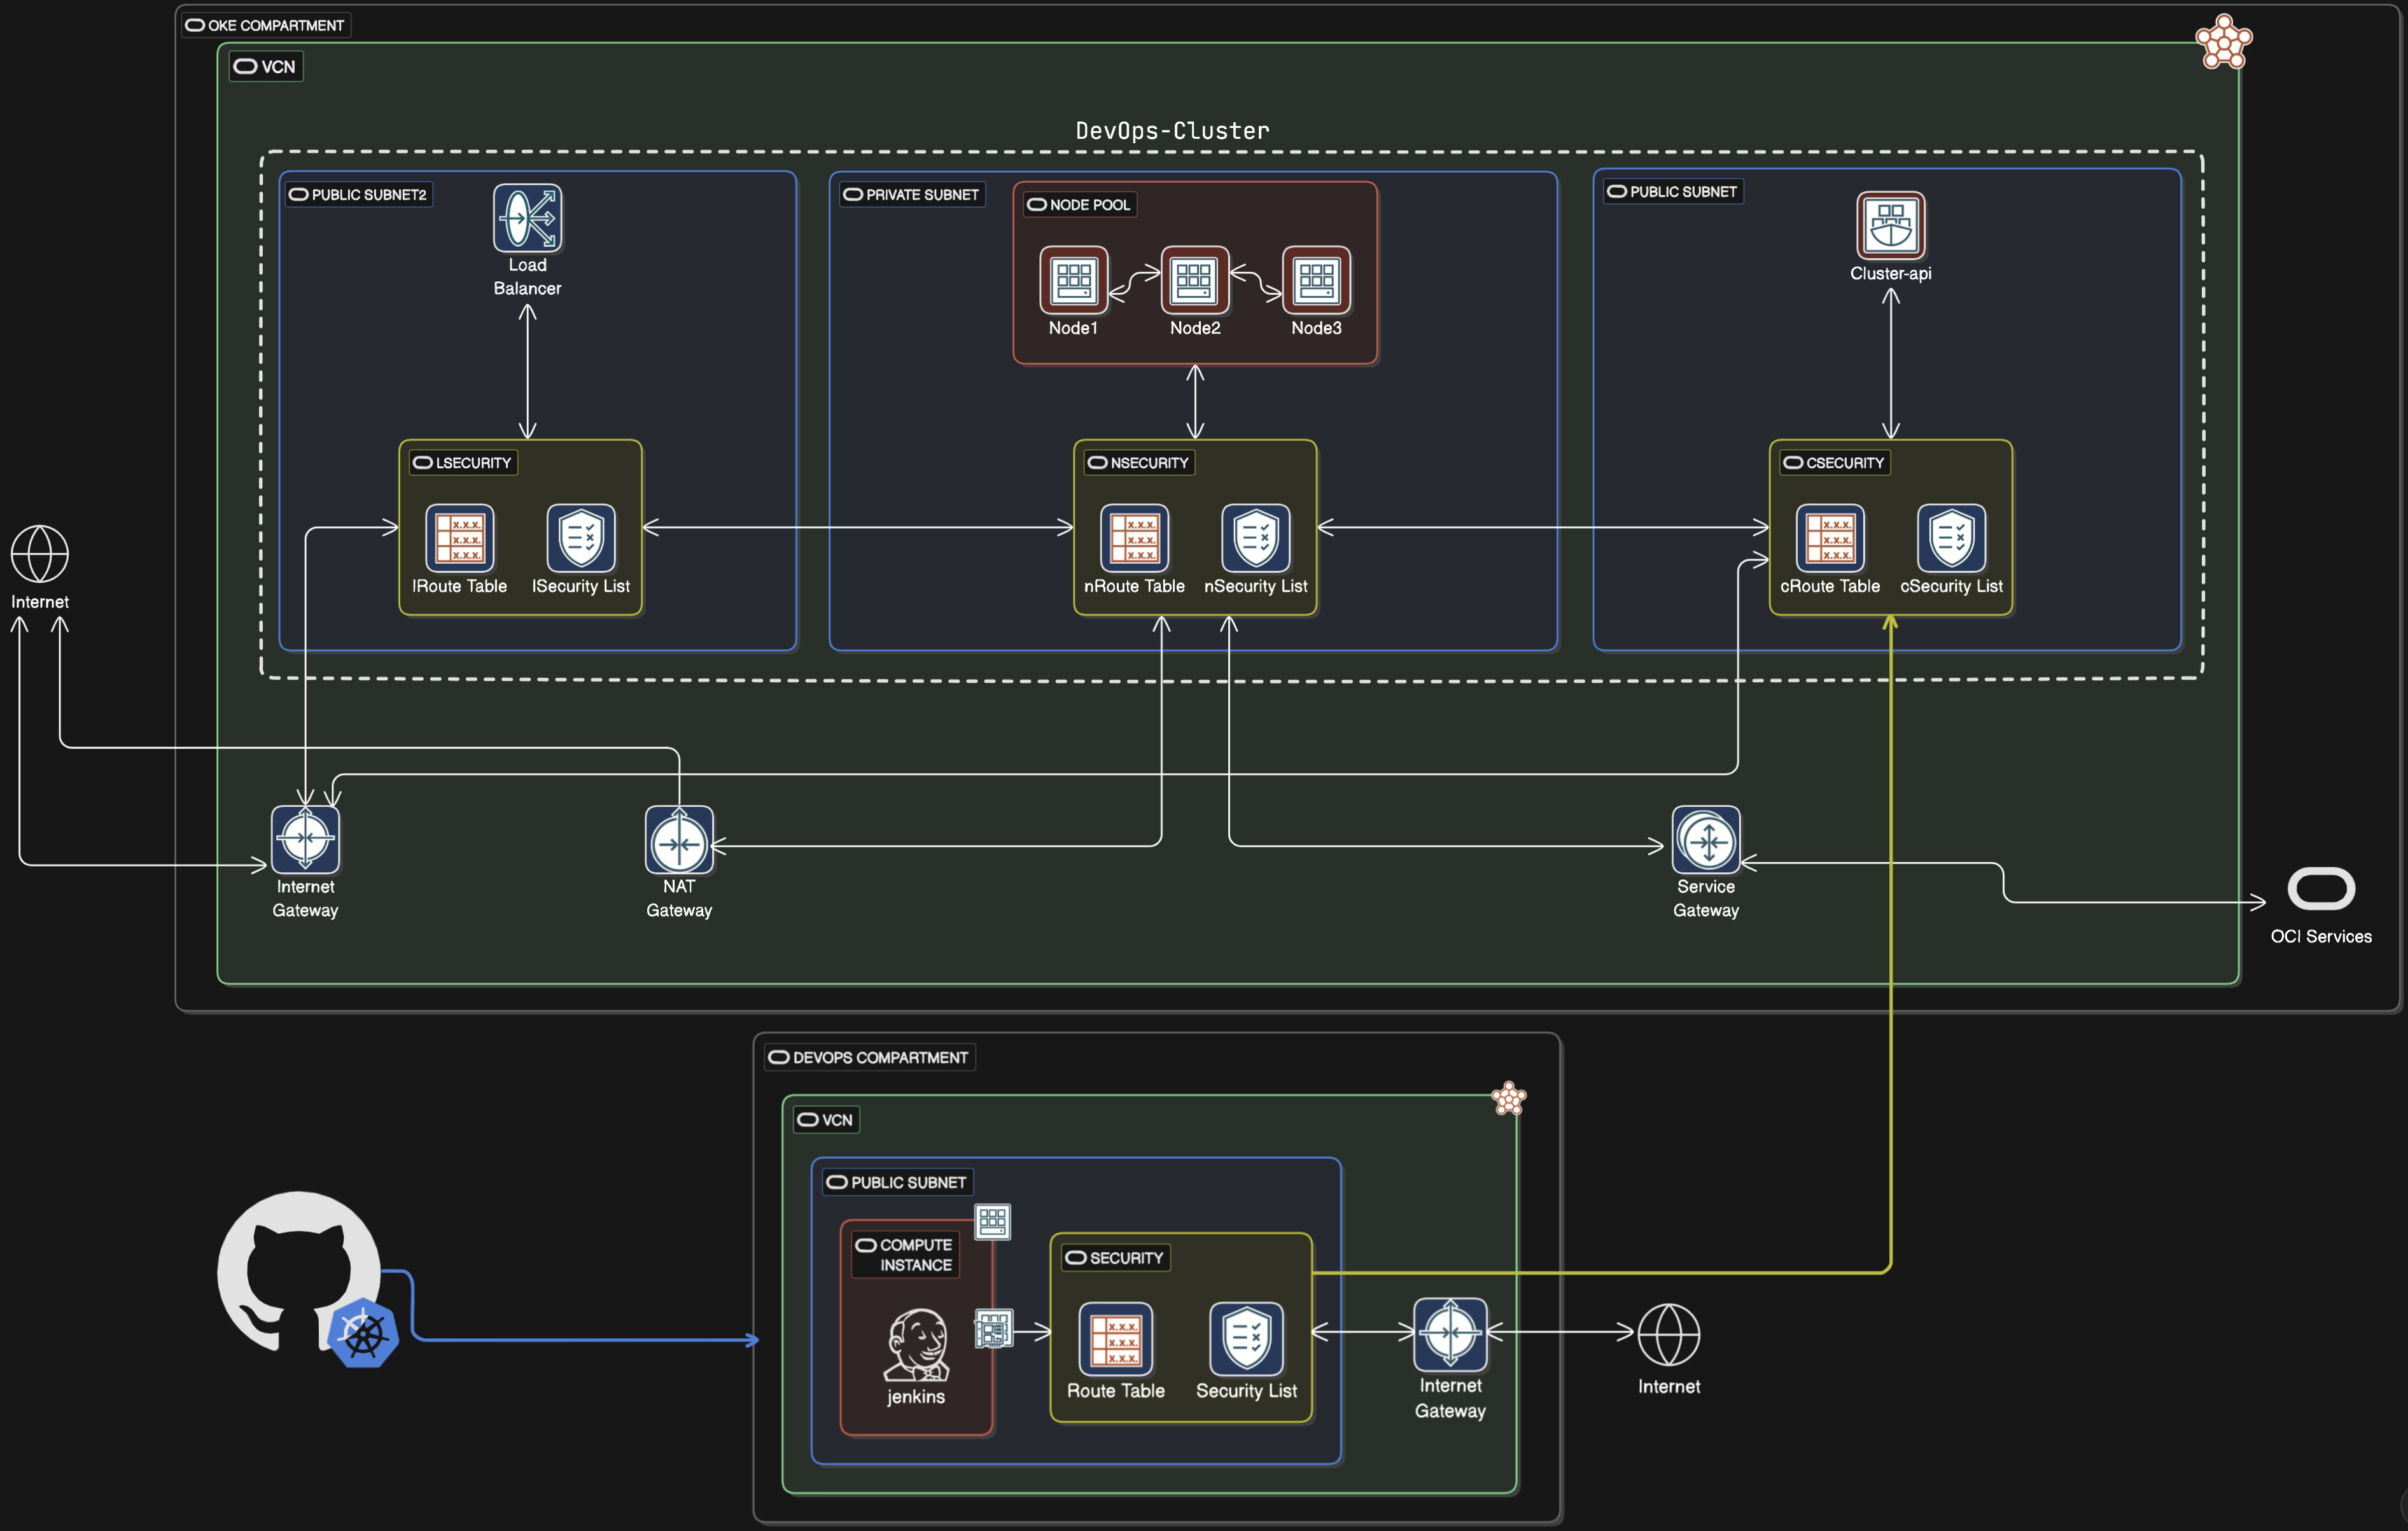 OKE COMPARTMENT
VCN
DevOps-Cluster
PUBLIC SUBNET2
Load
Balancer
LSECURITY
x.x.x.
x.x.x.
x.x.x.
lRoute Table
lSecurity List
PRIVATE SUBNET
NODE POOL
Node1
Node2
Node3
NSECURITY
x.x.x.
x.x.x.
x.x.x.
nRoute Table
nSecurity List
PUBLIC SUBNET
Cluster-api
CSECURITY
x.x.x.
x.x.x.
x.x.x.
cRoute Table
cSecurity List
Internet
Internet
Gateway
NAT
Gateway
Service
Gateway
OCI Services
DEVOPS COMPARTMENT
VCN
PUBLIC SUBNET
COMPUTE
INSTANCE
jenkins
SECURITY
x.x.x.
x.x.x.
x.x.x.
Route Table
Security List
Internet
Gateway
Internet